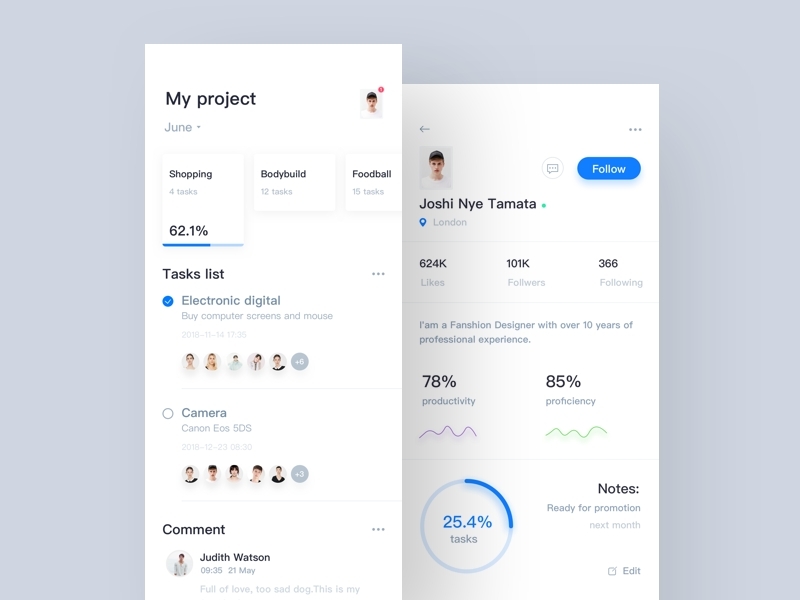 My project
June
Shopping
4 tasks
62.1%
Bodybuild
12 tasks
Foodball
15 tasks
Tasks list
Electronic digital
Buy computer screens and mouse
2018-11-14 17:35
+6
Camera
Canon Eos 5DS
2018-12-23 08:30
+3
Comment
Judith Watson
09:35 21 May
Full of love, too sad dog.This is my
Follow
Joshi Nye Tamata
London
624K
Likes
101K
Follwers
366
Following
I'am a Fanshion Designer with over 10 years of
professional experience.
78%
productivity
85%
proficiency
25.4%
tasks
Notes:
Ready for promotion
next month
Edit